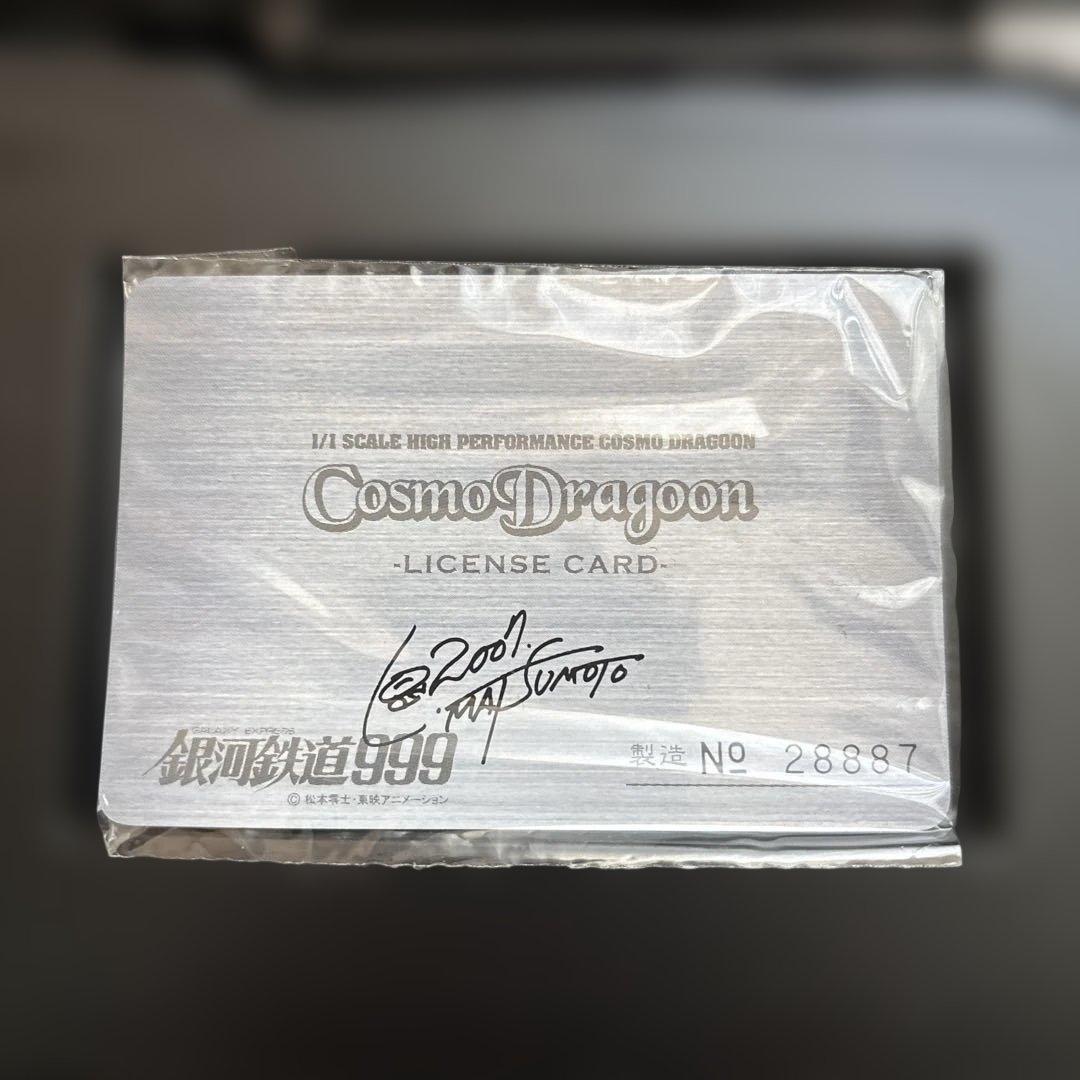 1/1 SCALE HIGH PERFORMANCE COSMO DRAGOON
Cosmo Dragoon
-LICENSE CARD-
2007.
MATSUMOTO
GALAXY EXPRESS
銀河鉄道999
© 松本零士・東映アニメーション
製造 No 28887